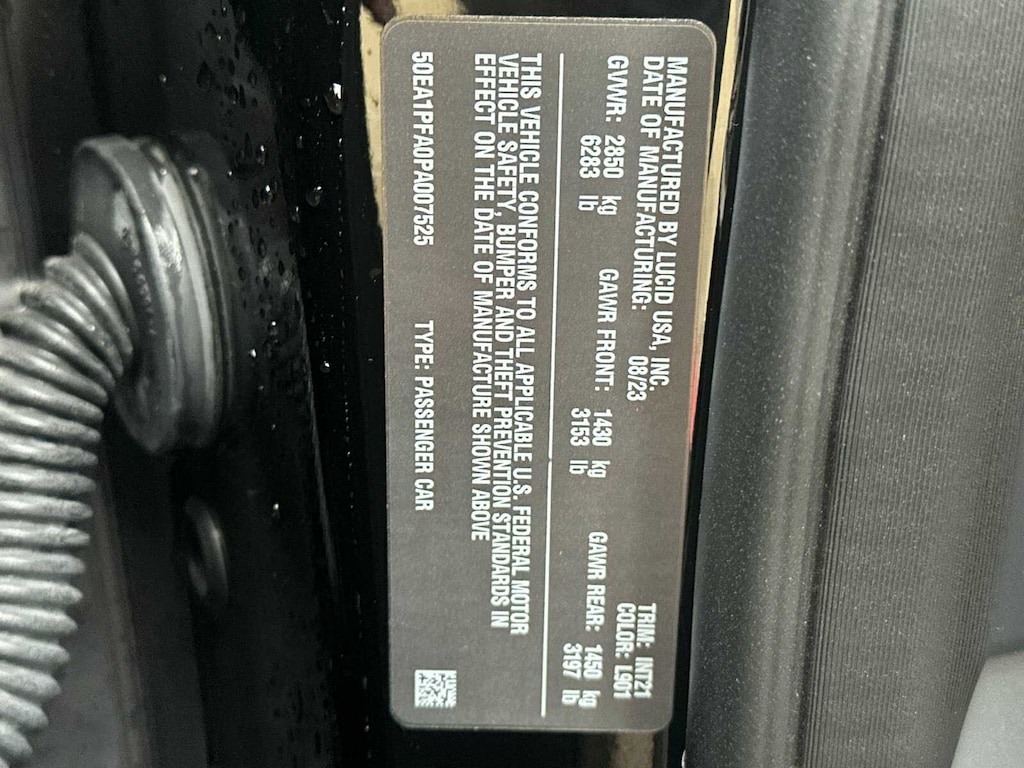 MANUFACTURED BY LUCID USA, INC.
DATE OF MANUFACTURING: 08/23
TRIM: INT21
COLOR: L901
GVWR: 2850 kg GAWR FRONT: 1430 kg GAWR REAR: 1450 kg
6283 lb 3153 lb 3197 lb
THIS VEHICLE CONFORMS TO ALL APPLICABLE U.S. FEDERAL MOTOR
VEHICLE SAFETY, BUMPER AND THEFT PREVENTION STANDARDS IN
EFFECT ON THE DATE OF MANUFACTURE SHOWN ABOVE
50EA1PFA0PA007525 TYPE: PASSENGER CAR